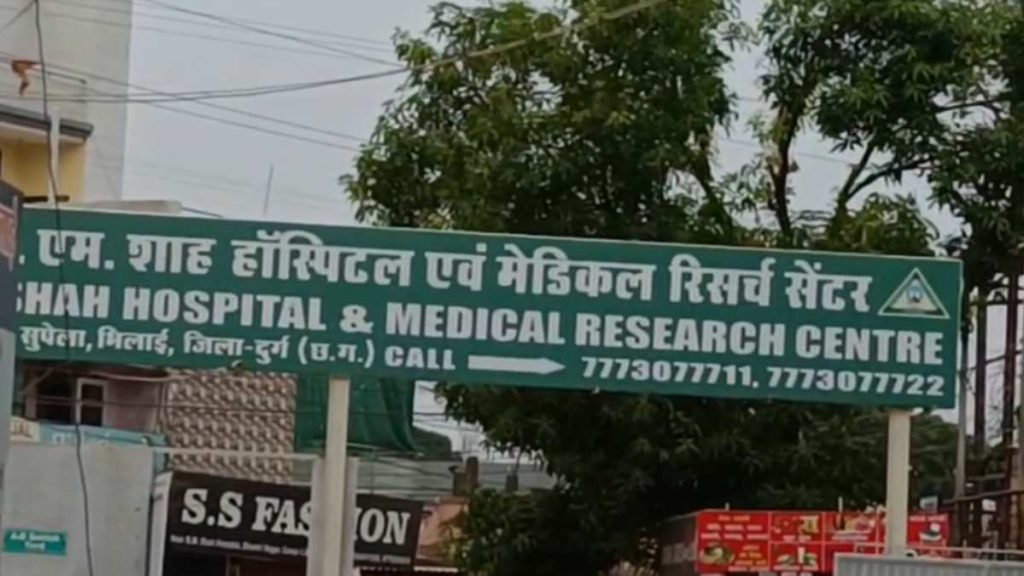 . एम. शाह हॉस्पिटल एवं मेडिकल रिसर्च सेंटर
SHAH HOSPITAL & MEDICAL RESEARCH CENTRE
सुपेला, भिलाई, जिला-दुर्ग (छ.ग.) CALL 7773077711, 7773077722
S.S FASHION